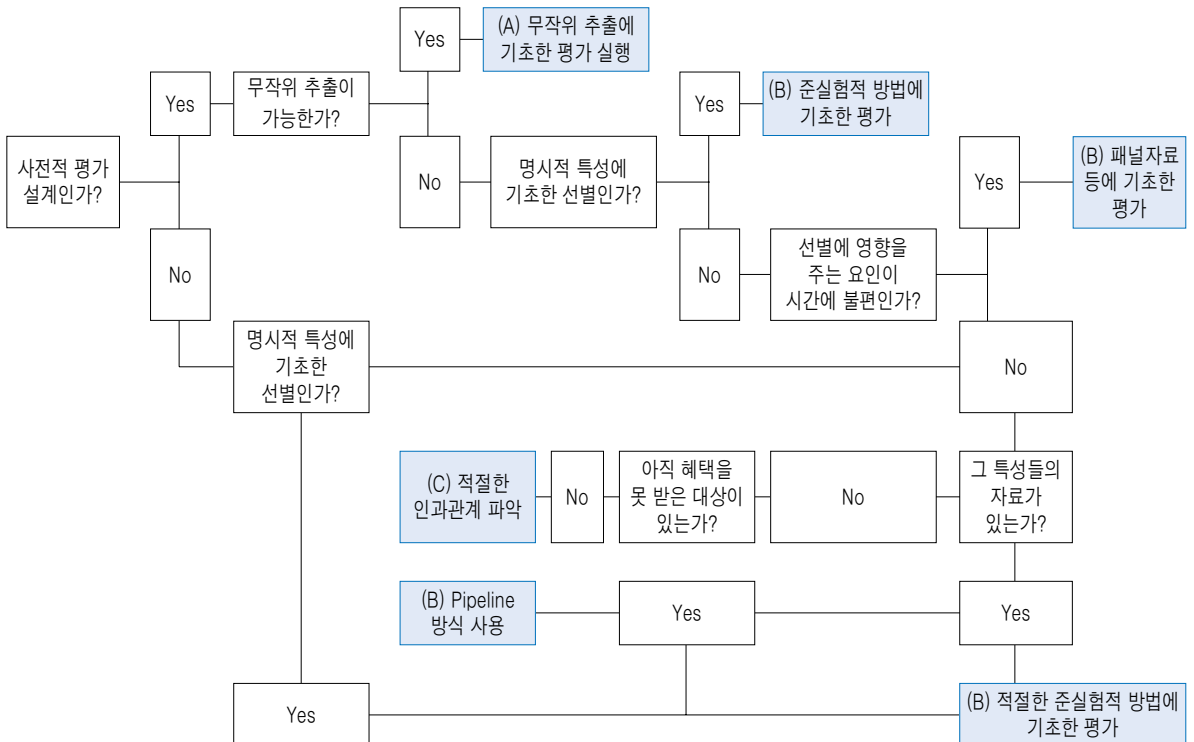 Yes
(A) 무작위 추출에
기초한 평가 실행
Yes
무작위 추출이
가능한가?
Yes
(B) 준실험적 방법에
기초한 평가
사전적 평가
설계인가?
No
명시적 특성에
기초한 선별인가?
Yes
(B) 패널자료
등에 기초한
평가
No
No
선별에 영향을
주는 요인이
시간에 불편인가?
명시적 특성에
기초한
선별인가?
No
(C) 적절한
인과관계 파악
No
아직 혜택을
못 받은 대상이
있는가?
No
그 특성들의
자료가
있는가?
(B) Pipeline
방식 사용
Yes
Yes
Yes
(B) 적절한 준실험적 방법에
기초한 평가